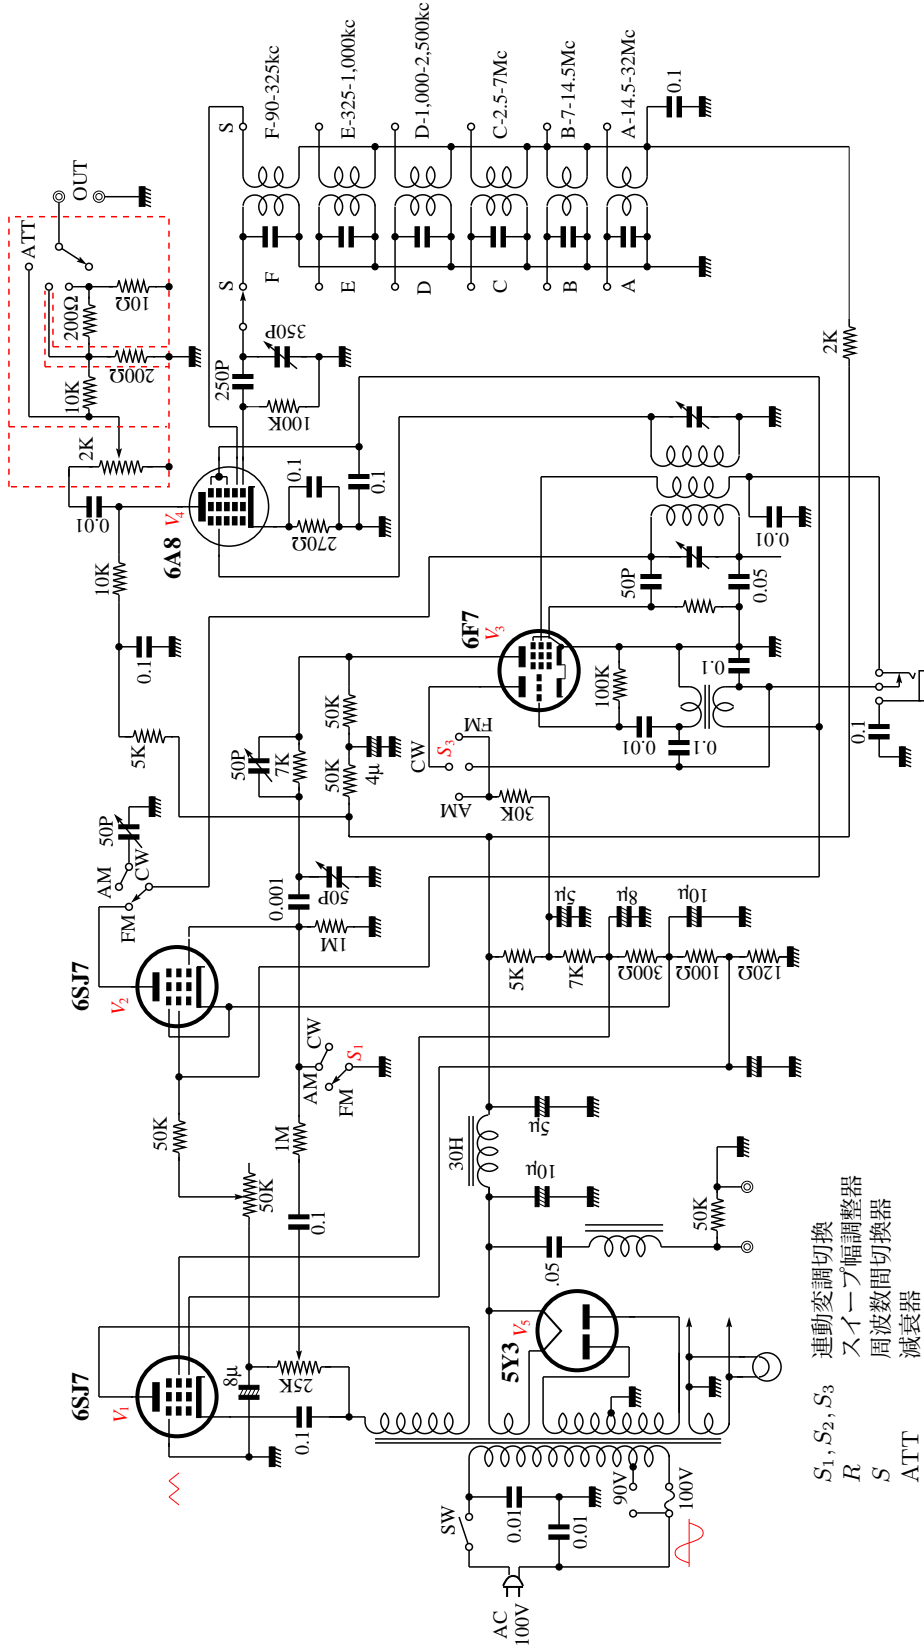 6SJ7
V₁
8μ
25K
0.1
50K
50K
0.1
1M
AM
CW
FM
S₁
6SJ7
V₂
FM
AM
CW
50P
0.001
1M
50P
50P
7K
5K
0.1
10K
0.01
2K
10K
200Ω
200Ω
10Ω
ATT
OUT
6A8
V₄
270Ω
0.1
0.1
100K
250P
350P
S
S
F
F-90-325kc
E
E-325-1,000kc
D
D-1,000-2,500kc
C
C-2.5-7Mc
B
B-7-14.5Mc
A
A-14.5-32Mc
0.1
2K
50K
50K
4μ
CW
S₃
AM
FM
30K
6F7
V₃
100K
0.01
0.1
0.1
50P
0.05
0.01
0.1
5K
7K
300Ω
100Ω
120Ω
5μ
8μ
10μ
30H
5μ
10μ
.05
50K
5Y3
V₅
SW
0.01
0.01
90V
100V
AC
100V
S₁, S₂, S₃ 連動変調切換
R スイープ幅調整器
S 周波数間切換器
ATT 減衰器